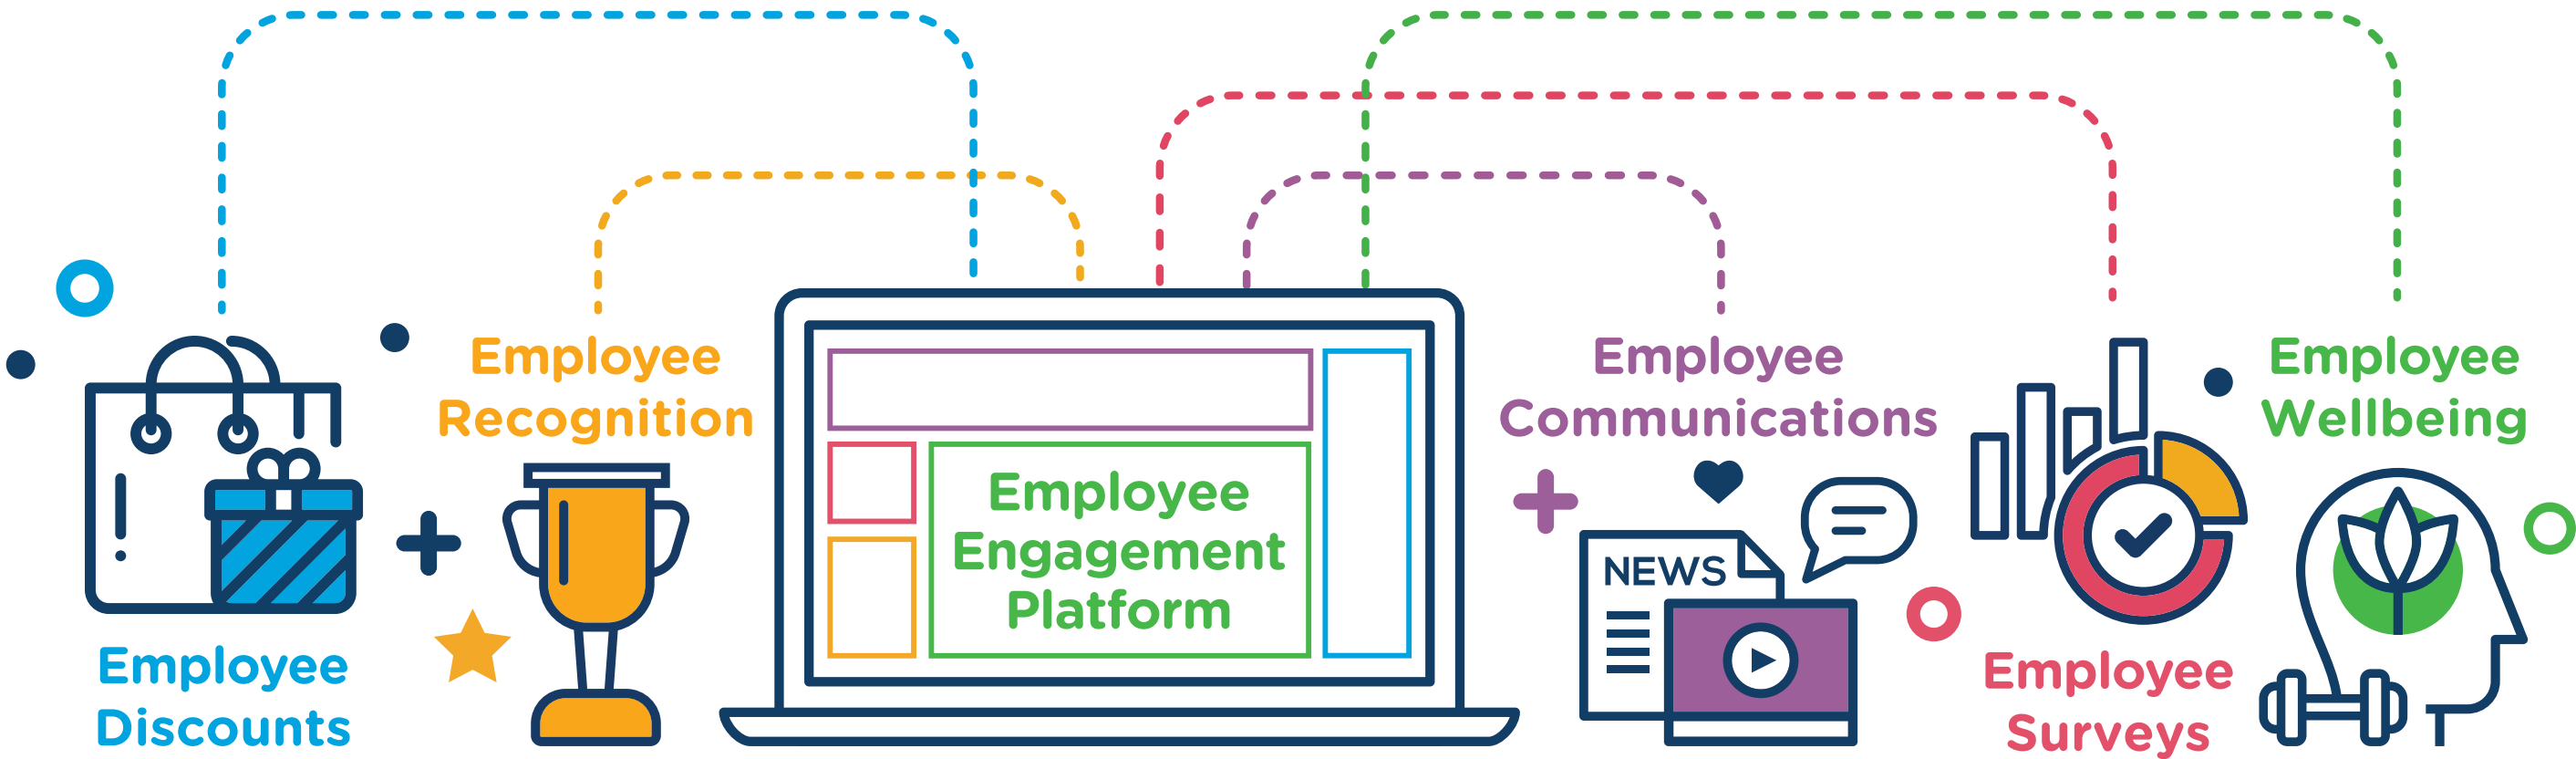 Employee
Discounts
Employee
Recognition
Employee
Engagement
Platform
Employee
Communications
NEWS
Employee
Surveys
Employee
Wellbeing